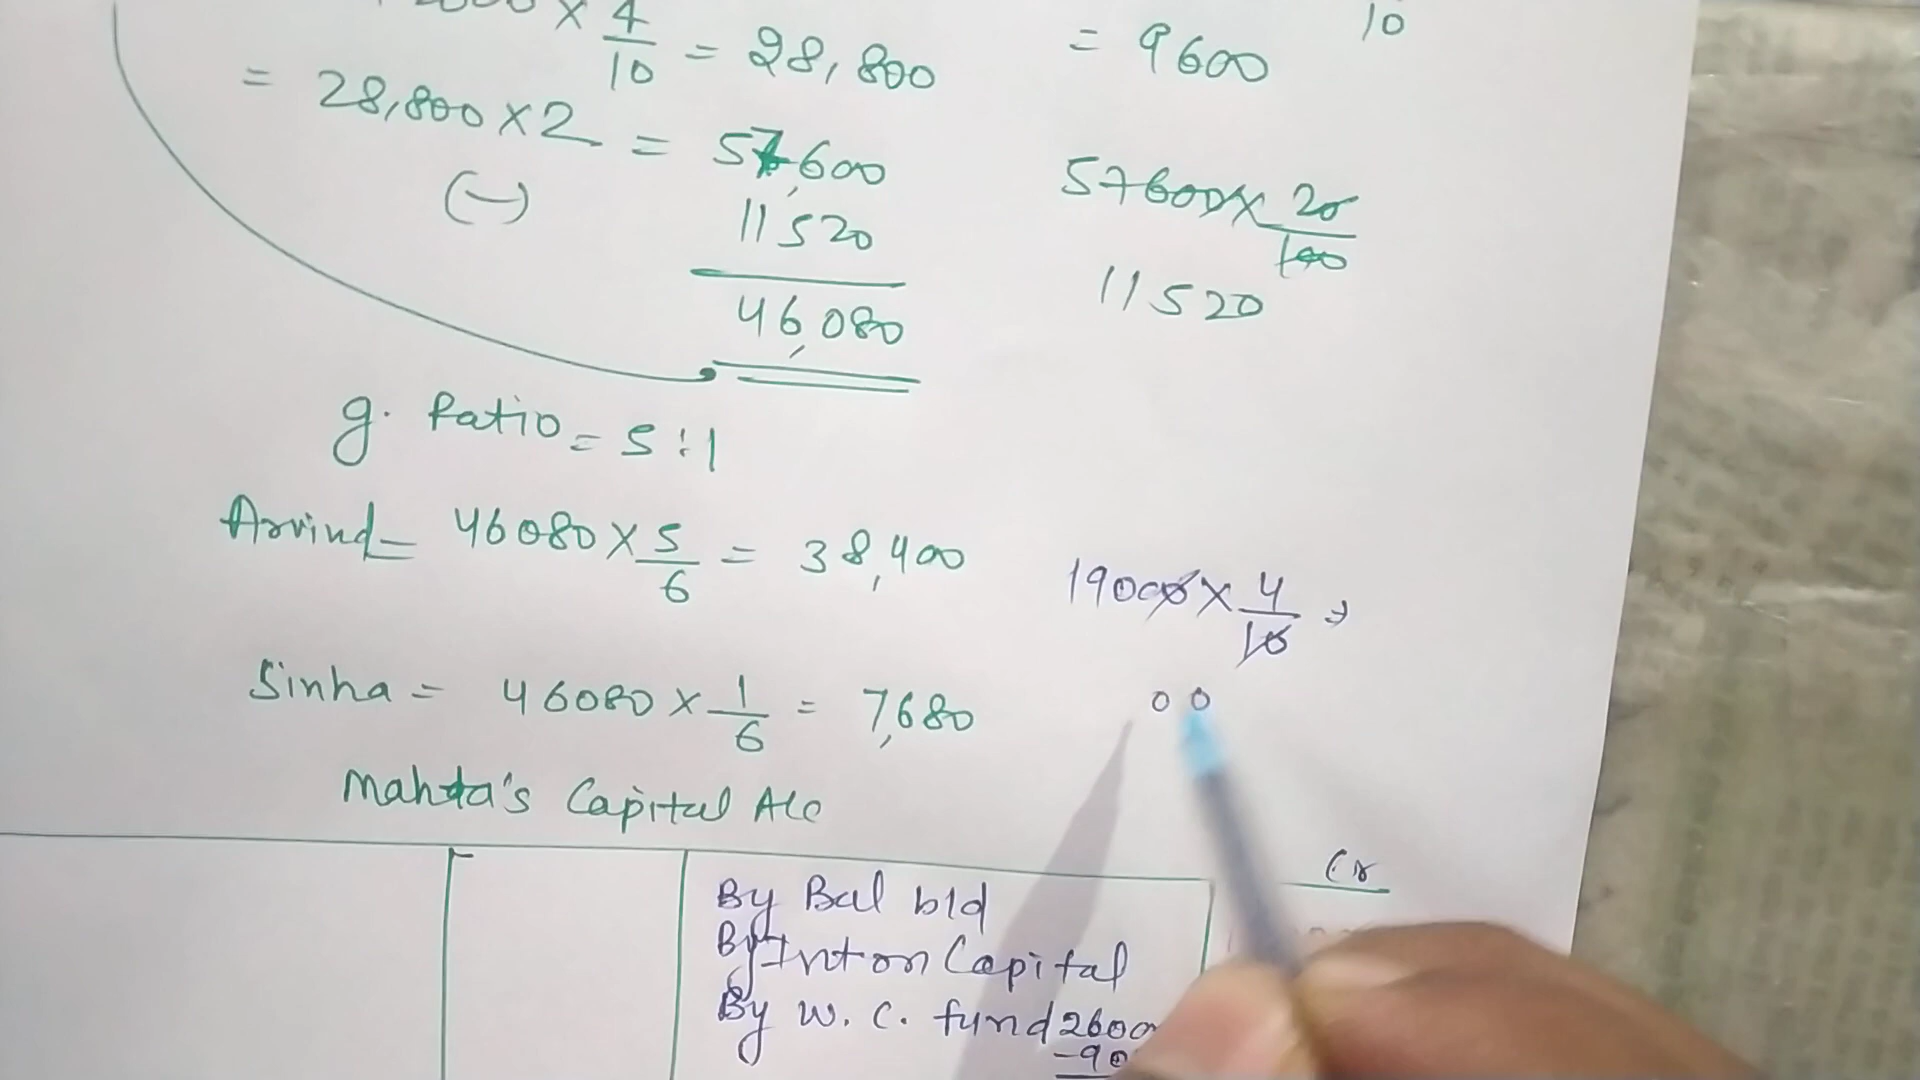 × 4/10 = 28,800
= 28,800 × 2 = 57,600
(-) 11520
46,080
= 9600
10
57600 × 20/100
11520
g. Ratio = 5:1
Arvind = 46080 × 5/6 = 38,400
19000 × 4/10 ⇒
00
Sinha = 46080 × 1/6 = 7,680
Mahta's Capital A/c
Cr
By Bal b/d
By Int on Capital
By W. C. fund 2600
-90